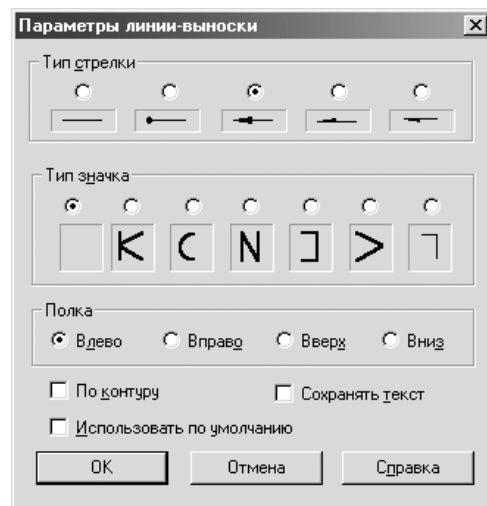 Параметры линии-выноски
Тип стрелки
Тип значка
Полка
Влево Вправо Вверх Вниз
По контуру Сохранять текст
Использовать по умолчанию
OK Отмена Справка